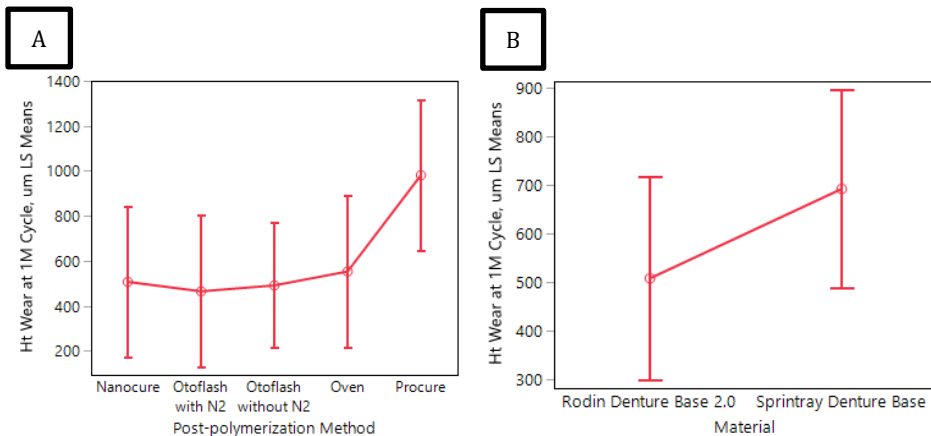 A
B
Ht Wear at 1M Cycle, um LS Means
1400
1200
1000
800
600
400
200
Nanocure
Otoflash
with N2
Otoflash
without N2
Oven
Procure
Post-polymerization Method
Ht Wear at 1M Cycle, um LS Means
900
800
700
600
500
400
300
Rodin Denture Base 2.0
Sprintray Denture Base
Material